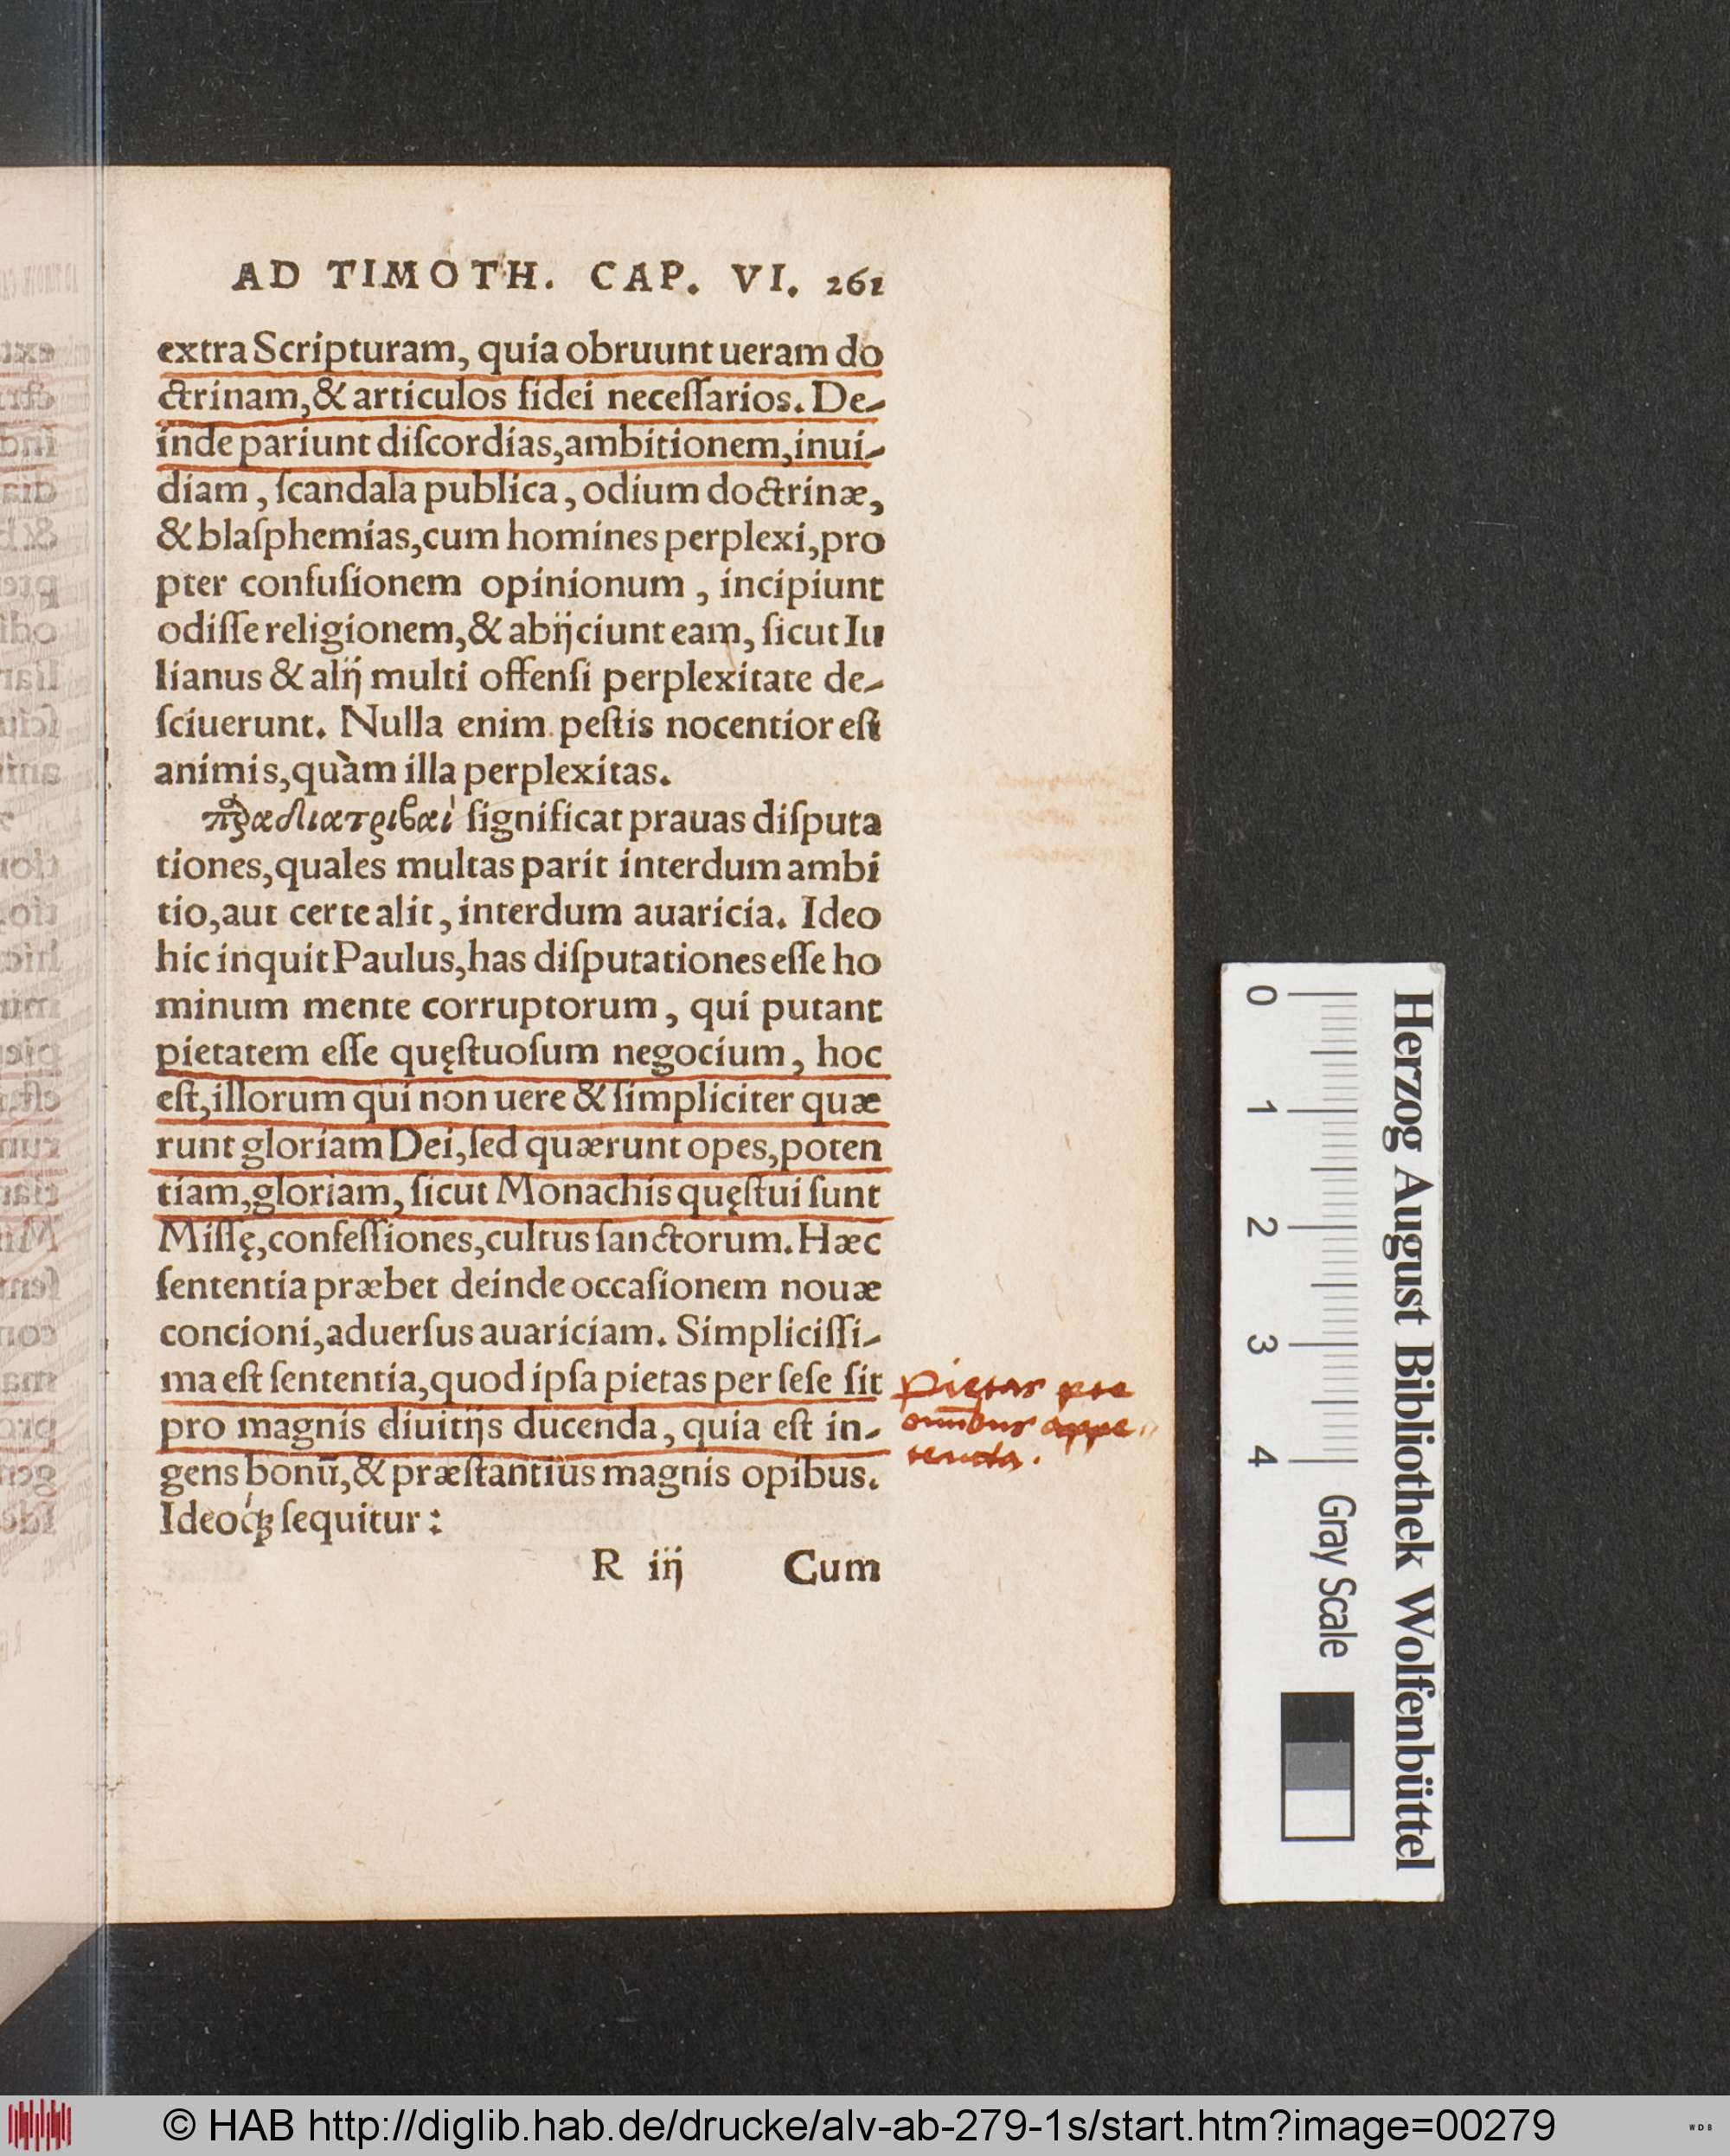 AD TIMOTH. CAP. VI. 261
extra Scripturam, quia obruunt ueram do
ctrinam, & articulos fidei neceſſarios. De-
inde pariunt diſcordias, ambitionem, inui-
diam, ſcandala publica, odium doctrinæ,
& blaſphemias, cum homines perplexi, pro
pter confuſionem opinionum, incipiunt
odiſſe religionem, & abijciunt eam, ſicut Iu
lianus & alij multi offenſi perplexitate de-
ſciuerunt. Nulla enim peſtis nocentior eſt
animis, quàm illa perplexitas.
παραδιατριβαὶ ſignificat prauas diſputa
tiones, quales multas parit interdum ambi
tio, aut certe alit, interdum auaricia. Ideo
hic inquit Paulus, has diſputationes eſſe ho
minum mente corruptorum, qui putant
pietatem eſſe quęſtuoſum negocium, hoc
eſt, illorum qui non uere & ſimpliciter quæ
runt gloriam Dei, ſed quærunt opes, poten
tiam, gloriam, ſicut Monachis quęſtui ſunt
Miſſę, confeſſiones, cultus ſanctorum. Hæc
ſententia præbet deinde occaſionem nouæ
concioni, aduerſus auariciam. Simpliciſſi-
ma eſt ſententia, quod ipſa pietas per ſeſe ſit
pro magnis diuitijs ducenda, quia eſt in-
gens bonū, & præſtantius magnis opibus.
Ideoq́ꝫ ſequitur:
R iij Cum
Pietas pre
omnibus appe
tenda.
Herzog August Bibliothek Wolfenbüttel
0 1 2 3 4 Gray Scale
© HAB http://diglib.hab.de/drucke/alv-ab-279-1s/start.htm?image=00279
WDB